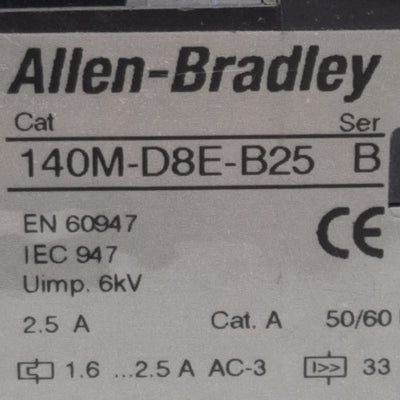 Allen-Bradley
Cat Ser
140M-D8E-B25 B
EN 60947
IEC 947
Uimp. 6kV
CE
2.5 A Cat. A 50/60
1.6 ...2.5 A AC-3 I>> 33